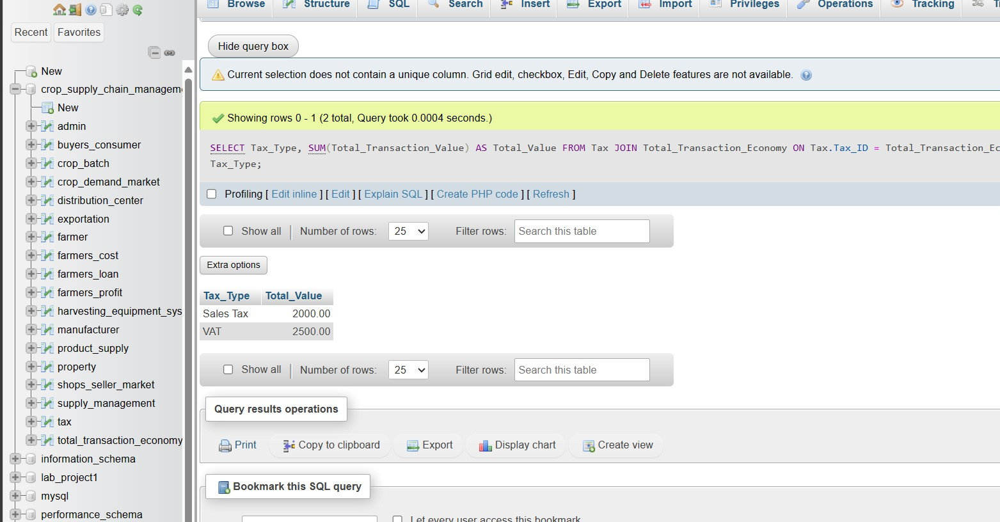 Browse Structure SQL Search Insert Export Import Privileges Operations Tracking
Recent Favorites
New
crop_supply_chain_managem
New
admin
buyers_consumer
crop_batch
crop_demand_market
distribution_center
exportation
farmer
farmers_cost
farmers_loan
farmers_profit
harvesting_equipment_sys
manufacturer
product_supply
property
shops_seller_market
supply_management
tax
total_transaction_economy
information_schema
lab_project1
mysql
performance_schema
Hide query box
Current selection does not contain a unique column. Grid edit, checkbox, Edit, Copy and Delete features are not available.
Showing rows 0 - 1 (2 total, Query took 0.0004 seconds.)
SELECT Tax_Type, SUM(Total_Transaction_Value) AS Total_Value FROM Tax JOIN Total_Transaction_Economy ON Tax.Tax_ID = Total_Transaction_Ec
Tax_Type;
Profiling [ Edit inline ] [ Edit ] [ Explain SQL ] [ Create PHP code ] [ Refresh ]
Show all Number of rows: 25 Filter rows: Search this table
Extra options
Tax_Type Total_Value
Sales Tax 2000.00
VAT 2500.00
Show all Number of rows: 25 Filter rows: Search this table
Query results operations
Print Copy to clipboard Export Display chart Create view
Bookmark this SQL query
Let every user access this bookmark